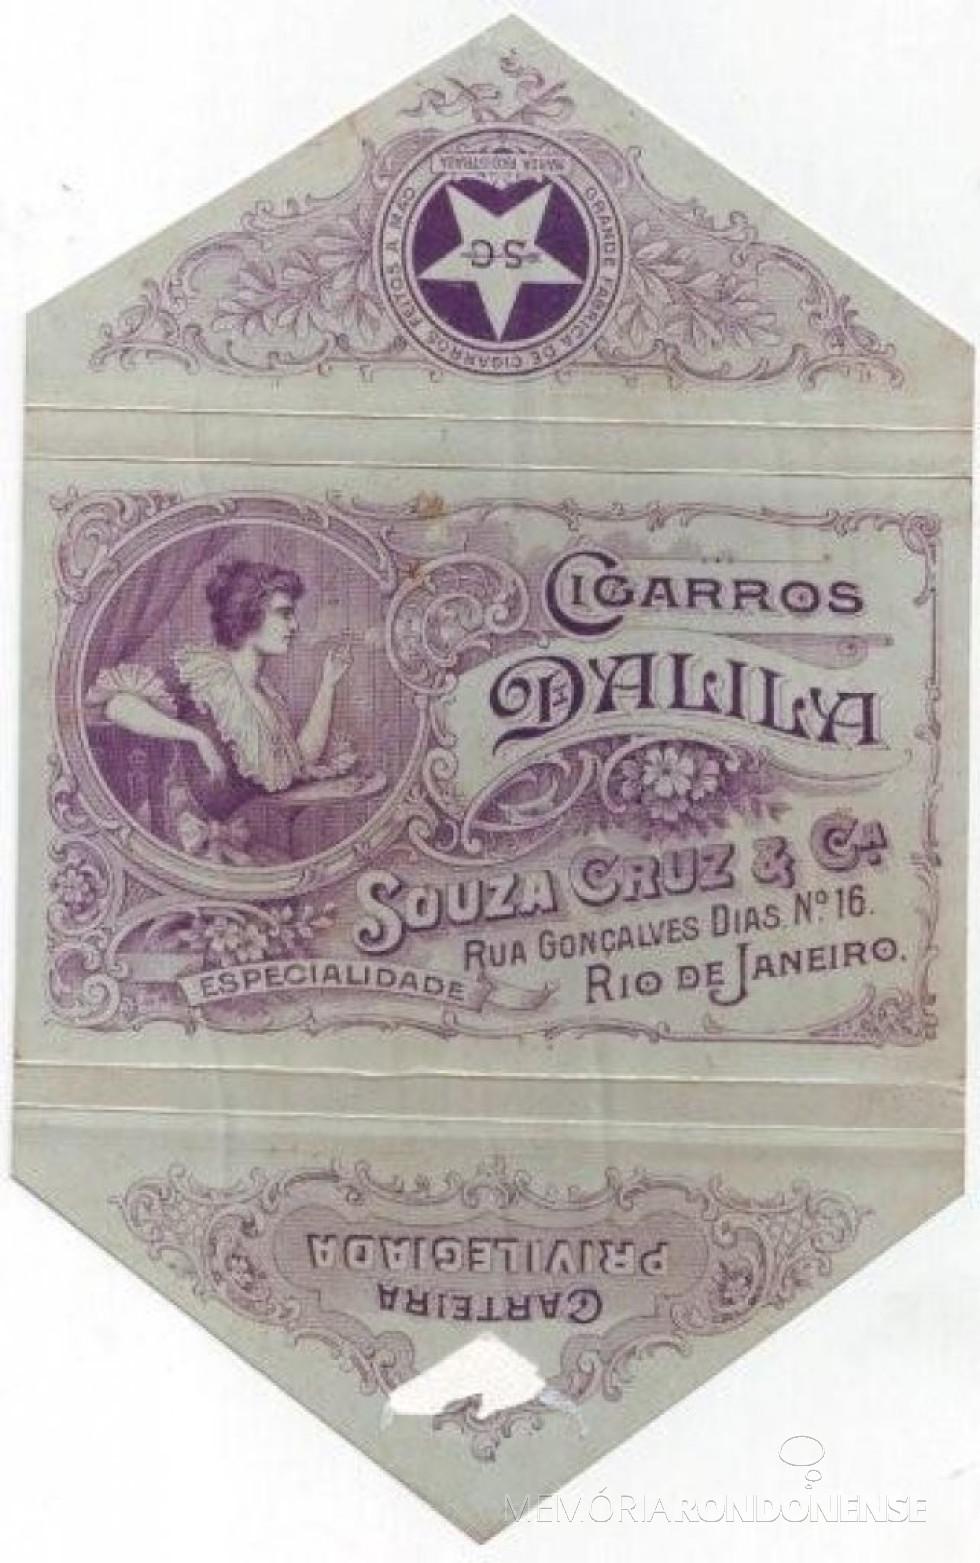 MARCA REGISTRADA
GRANDE FABRICA DE CIGARROS FEITOS A MÃO
SC
CIGARROS
DALILA
SOUZA CRUZ & CA
RUA GONÇALVES DIAS. Nº 16.
RIO DE JANEIRO.
ESPECIALIDADE
CARTEIRA
PRIVILEGIADA
MEMÓRIARONDONENSE